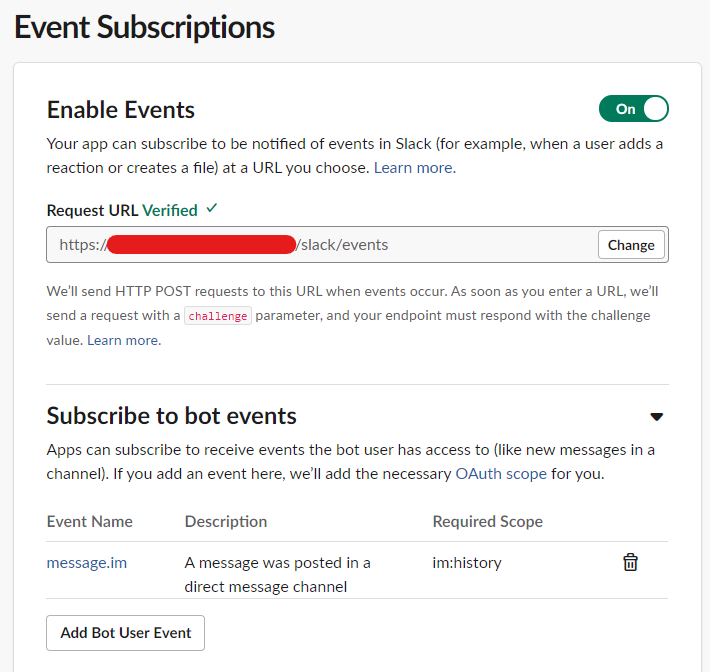 Event Subscriptions
Enable Events
On
Your app can subscribe to be notified of events in Slack (for example, when a user adds a
reaction or creates a file) at a URL you choose. Learn more.
Request URL Verified ✓
https:/ /slack/events
Change
We'll send HTTP POST requests to this URL when events occur. As soon as you enter a URL, we'll
send a request with a challenge parameter, and your endpoint must respond with the challenge
value. Learn more.
Subscribe to bot events
Apps can subscribe to receive events the bot user has access to (like new messages in a
channel). If you add an event here, we'll add the necessary OAuth scope for you.
Event Name Description Required Scope
message.im A message was posted in a im:history
direct message channel
Add Bot User Event